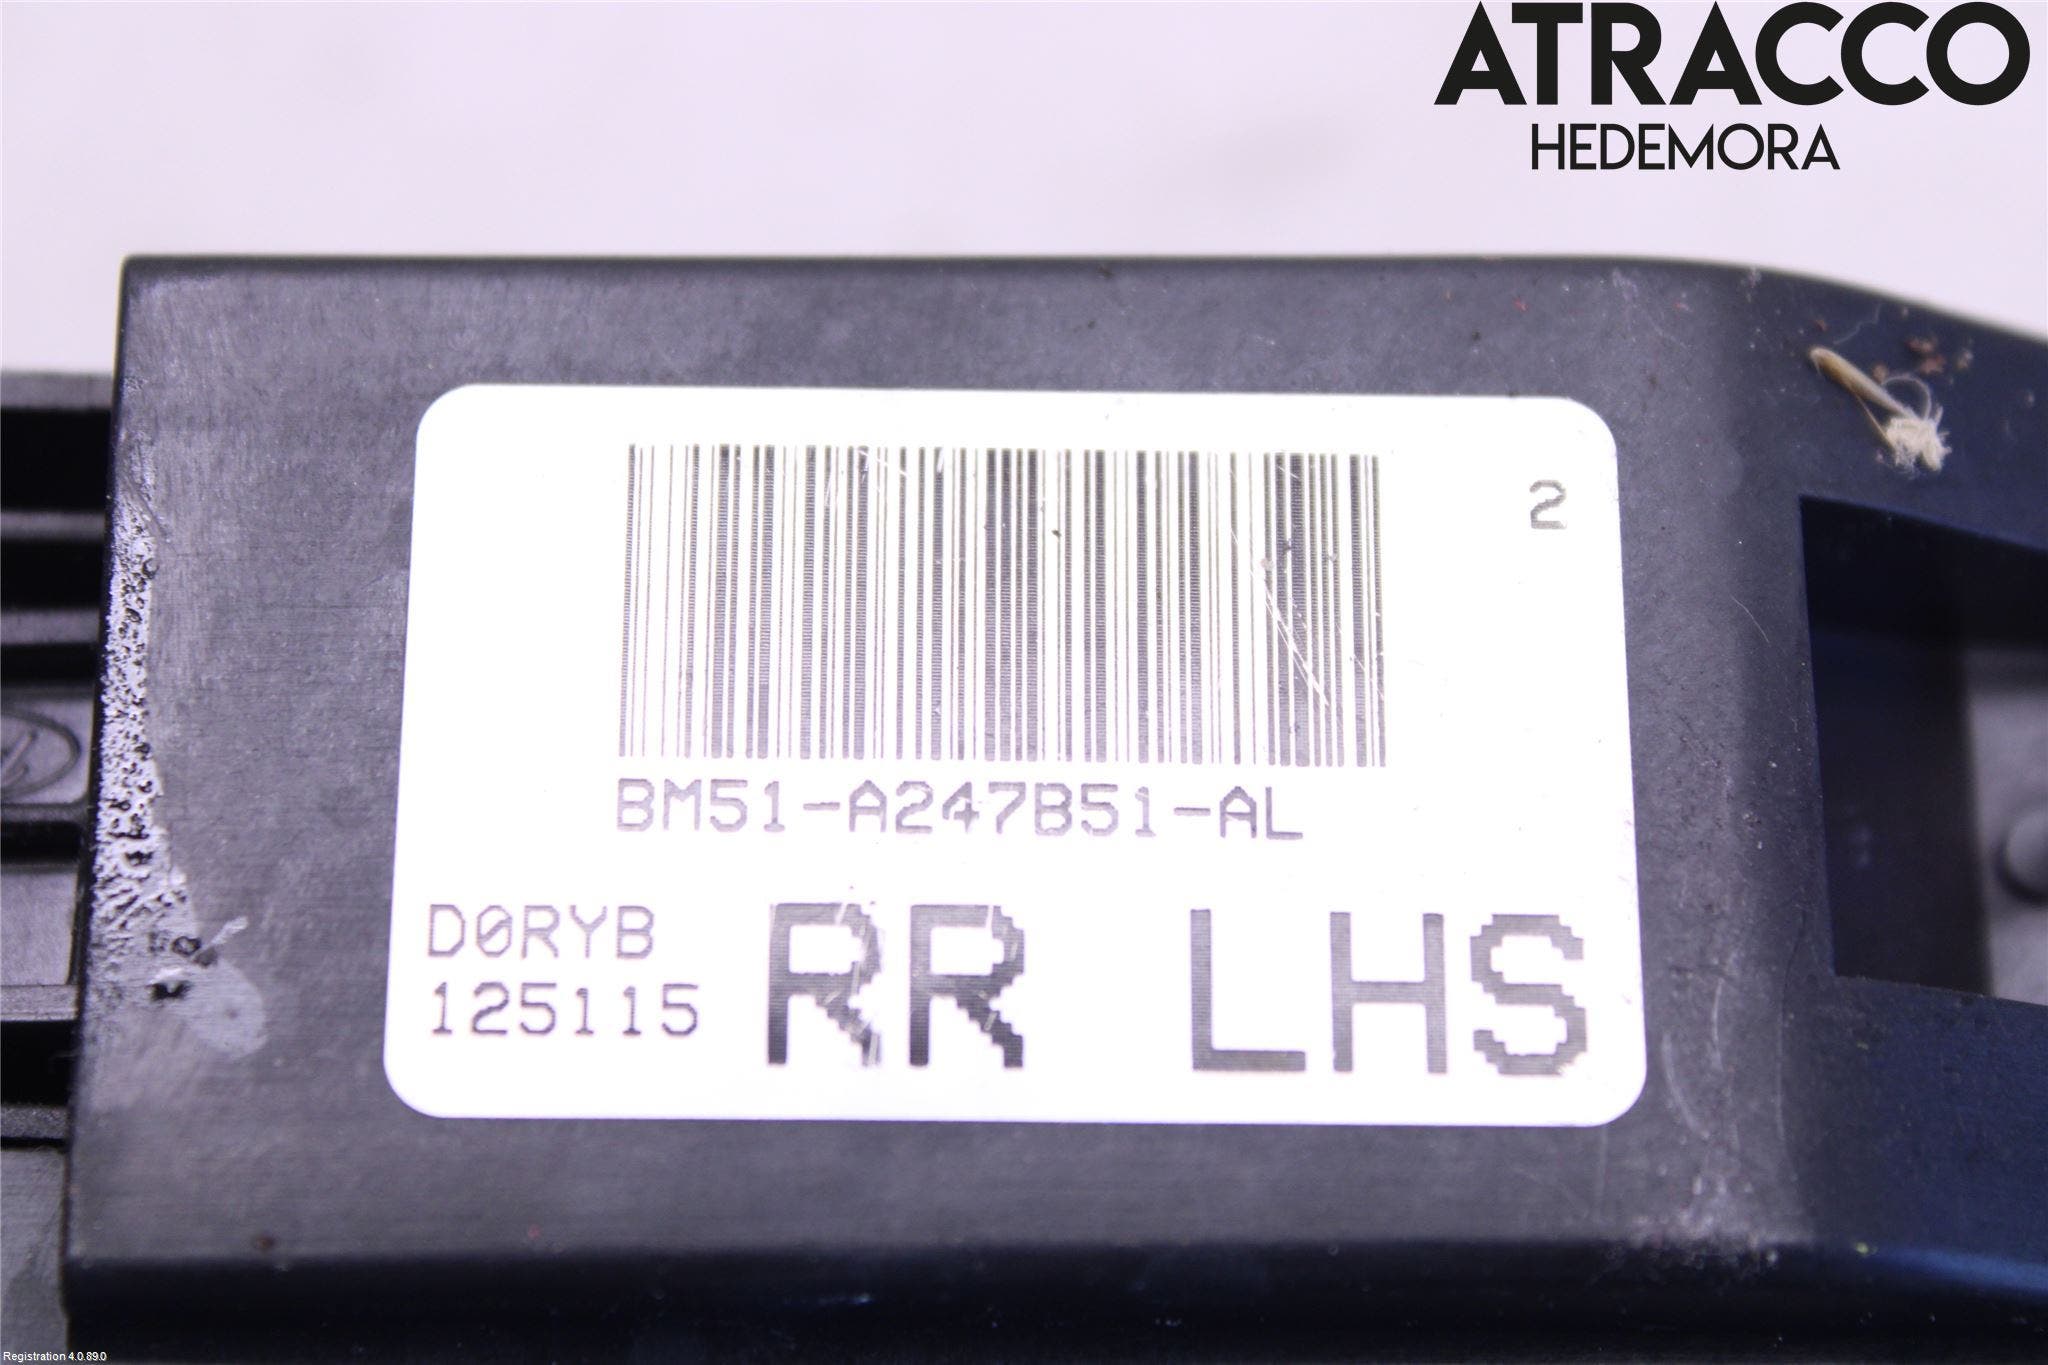 ATRACCO
HEDEMORA
2
BM51-A247B51-AL
D0RYB
125115
RR LHS
Registration 4.0.89.0